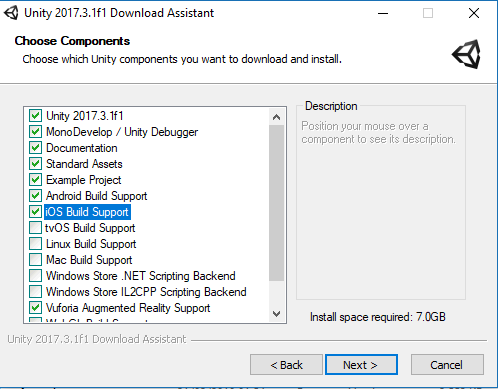 Unity 2017.3.1f1 Download Assistant
Choose Components
Choose which Unity components you want to download and install.
Unity 2017.3.1f1
MonoDevelop / Unity Debugger
Documentation
Standard Assets
Example Project
Android Build Support
iOS Build Support
tvOS Build Support
Linux Build Support
Mac Build Support
Windows Store .NET Scripting Backend
Windows Store IL2CPP Scripting Backend
Vuforia Augmented Reality Support
Description
Position your mouse over a
component to see its description.
Install space required: 7.0GB
Unity 2017.3.1f1 Download Assistant
< Back
Next >
Cancel